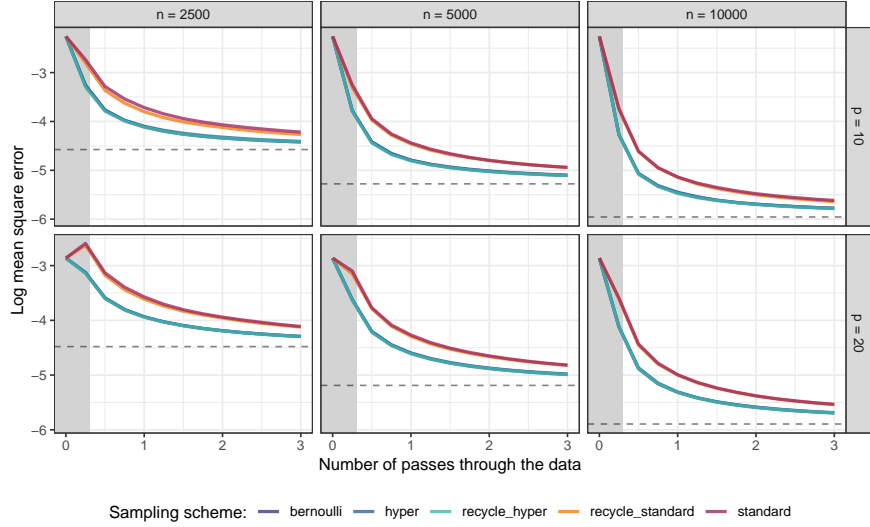 n = 2500
n = 5000
n = 10000
Log mean square error
-3
-4
-5
-6
p = 10
-3
-4
-5
-6
p = 20
0
1
2
3
0
1
2
3
0
1
2
3
Number of passes through the data
Sampling scheme: bernoulli hyper recycle_hyper recycle_standard standard